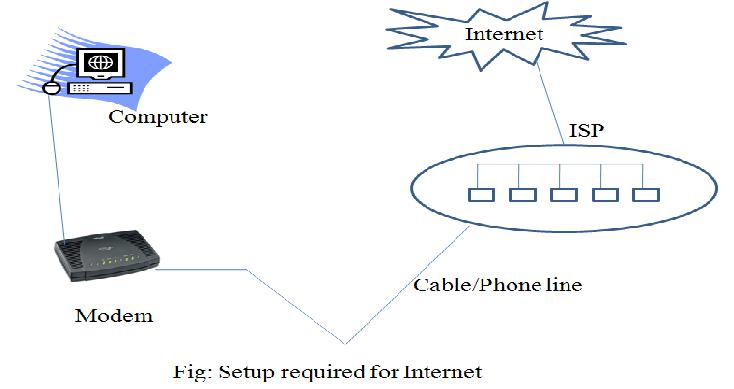 Internet
Computer
ISP
Cable/Phone line
Modem
Fig: Setup required for Internet